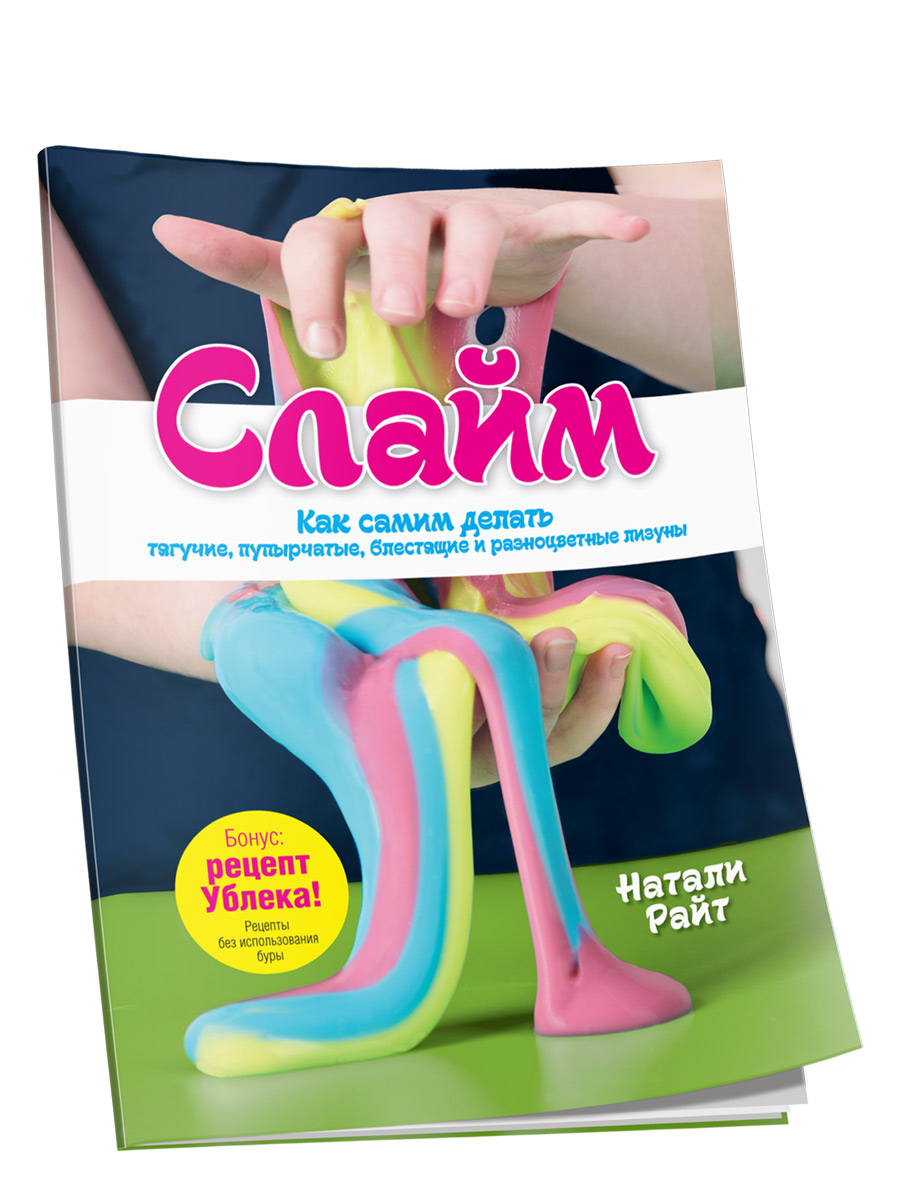 Слайм
Как самим делать
тягучие, пупырчатые, блестящие и разноцветные лизуны
Бонус:
рецепт
Ублека!
Рецепты
без использования
буры
Натали
Райт